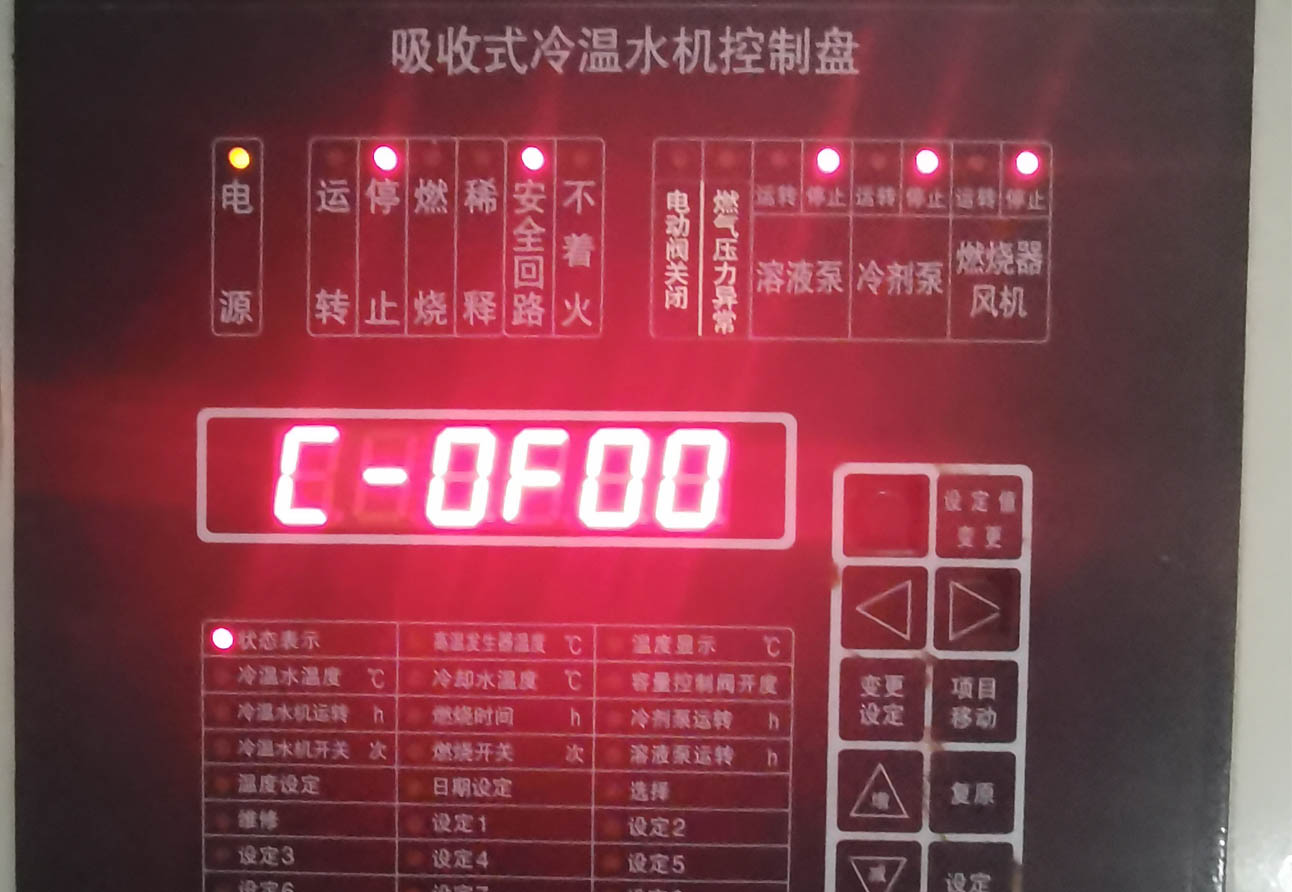 吸收式冷温水机控制盘
电源
运转
停止
燃烧
稀释
安全回路
不着火
电动阀关闭
燃气压力异常
运转 停止 运转 停止 运转 停止
溶液泵
冷剂泵
燃烧器
风机
C-0F00
设定值
变更
状态表示 高温发生器温度 ℃ 温度显示 ℃
冷温水温度 ℃ 冷却水温度 ℃ 容量控制阀开度
冷温水机运转 h 燃烧时间 h 冷剂泵运转 h
冷温水机开关 次 燃烧开关 次 溶液泵运转 h
温度设定 日期设定 选择
维修 设定1 设定2
设定3 设定4 设定5
变更
设定
项目
移动
增
复原
减
设定